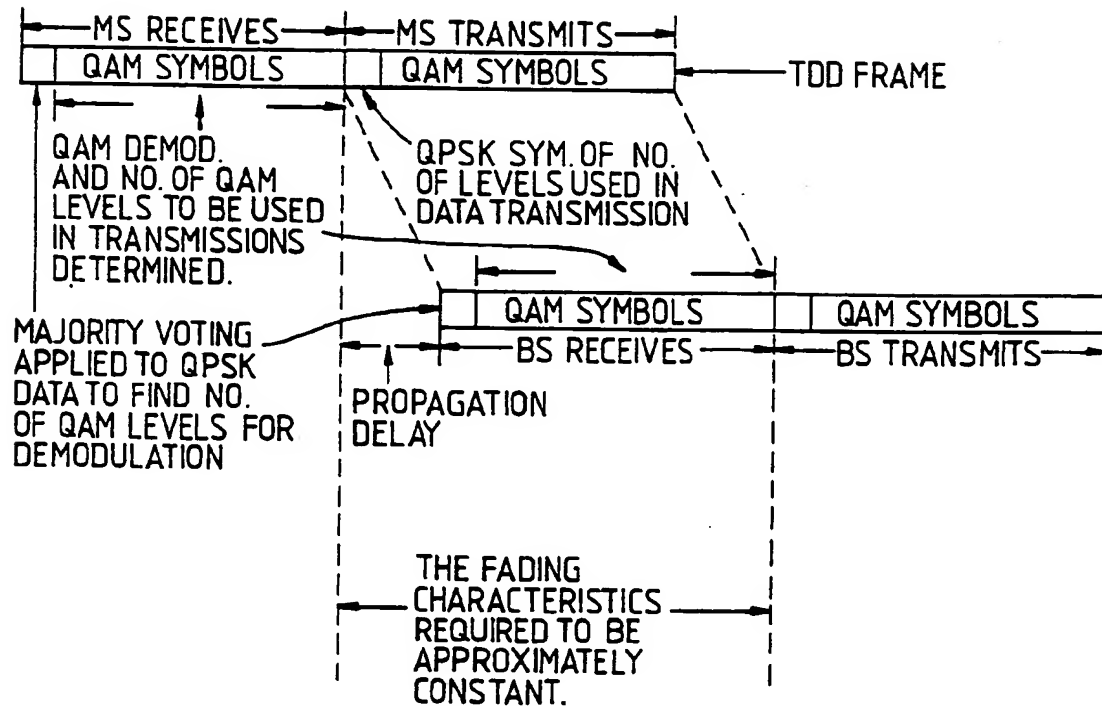 MS RECEIVES
MS TRANSMITS
QAM SYMBOLS
QAM SYMBOLS
TDD FRAME
QAM DEMOD.
AND NO. OF QAM
LEVELS TO BE USED
IN TRANSMISSIONS
DETERMINED.
QPSK SYM. OF NO.
OF LEVELS USED IN
DATA TRANSMISSION
QAM SYMBOLS
QAM SYMBOLS
BS RECEIVES
BS TRANSMITS
MAJORITY VOTING
APPLIED TO QPSK
DATA TO FIND NO.
OF QAM LEVELS FOR
DEMODULATION
PROPAGATION
DELAY
THE FADING
CHARACTERISTICS
REQUIRED TO BE
APPROXIMATELY
CONSTANT.